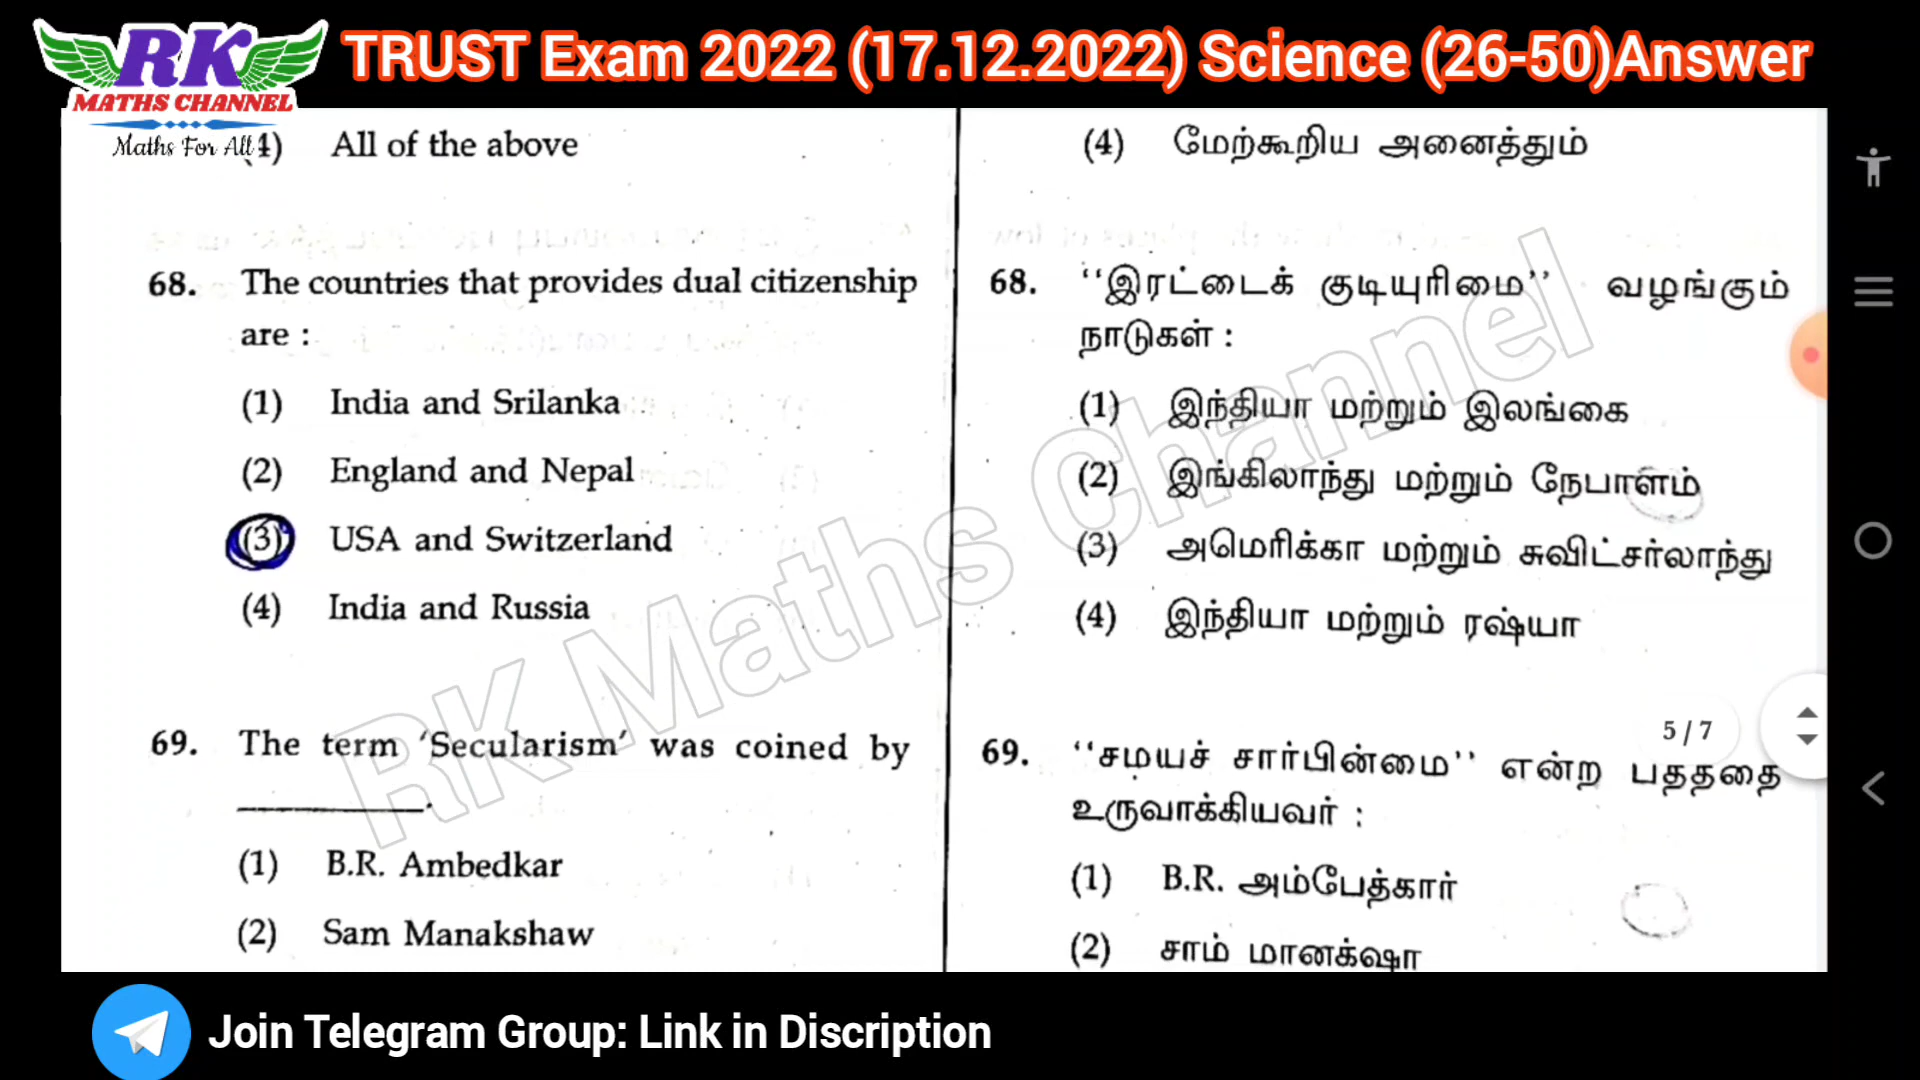 RK
MATHS CHANNEL
Maths For All
TRUST Exam 2022 (17.12.2022) Science (26-50)Answer
4) All of the above
68. The countries that provides dual citizenship
are :
(1) India and Srilanka
(2) England and Nepal
(3) USA and Switzerland
(4) India and Russia
69. The term ‘Secularism’ was coined by
____________.
(1) B.R. Ambedkar
(2) Sam Manakshaw
(4) மேற்கூறிய அனைத்தும்
68. ‘‘இரட்டைக் குடியுரிமை’’ வழங்கும்
நாடுகள் :
(1) இந்தியா மற்றும் இலங்கை
(2) இங்கிலாந்து மற்றும் நேபாளம்
(3) அமெரிக்கா மற்றும் சுவிட்சர்லாந்து
(4) இந்தியா மற்றும் ரஷ்யா
69. ‘‘சமயச் சார்பின்மை’’ என்ற பதத்தை
உருவாக்கியவர் :
(1) B.R. அம்பேத்கார்
(2) சாம் மானக்ஷா
RK Maths Channel
5 / 7
Join Telegram Group: Link in Discription